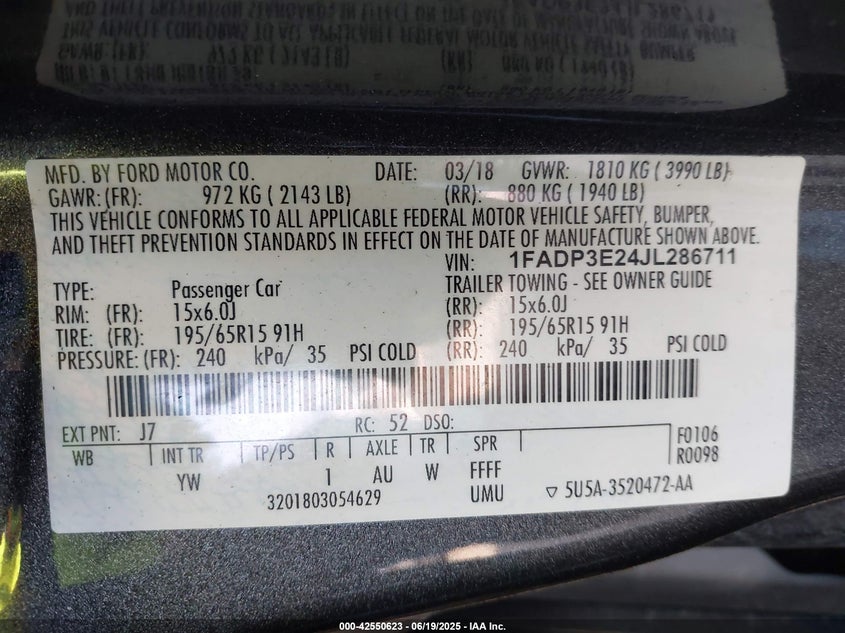 MFD. BY FORD MOTOR CO. DATE: 03/18 GVWR: 1810 KG ( 3990 LB)
GAWR: (FR): 972 KG ( 2143 LB) (RR): 880 KG ( 1940 LB)
THIS VEHICLE CONFORMS TO ALL APPLICABLE FEDERAL MOTOR VEHICLE SAFETY, BUMPER,
AND THEFT PREVENTION STANDARDS IN EFFECT ON THE DATE OF MANUFACTURE SHOWN ABOVE.
VIN: 1FADP3E24JL286711
TYPE: Passenger Car TRAILER TOWING - SEE OWNER GUIDE
RIM: (FR): 15x6.0J (RR): 15x6.0J
TIRE: (FR): 195/65R15 91H (RR): 195/65R15 91H
PRESSURE: (FR): 240 kPa/ 35 PSI COLD (RR): 240 kPa/ 35 PSI COLD
EXT PNT: J7 RC: 52 DSO: F0106
WB INT TR TP/PS R AXLE TR SPR R0098
YW 1 AU W FFFF
3201803054629 UMU ▽ 5U5A-3520472-AA
000-42550623 - 06/19/2025 - IAA Inc.